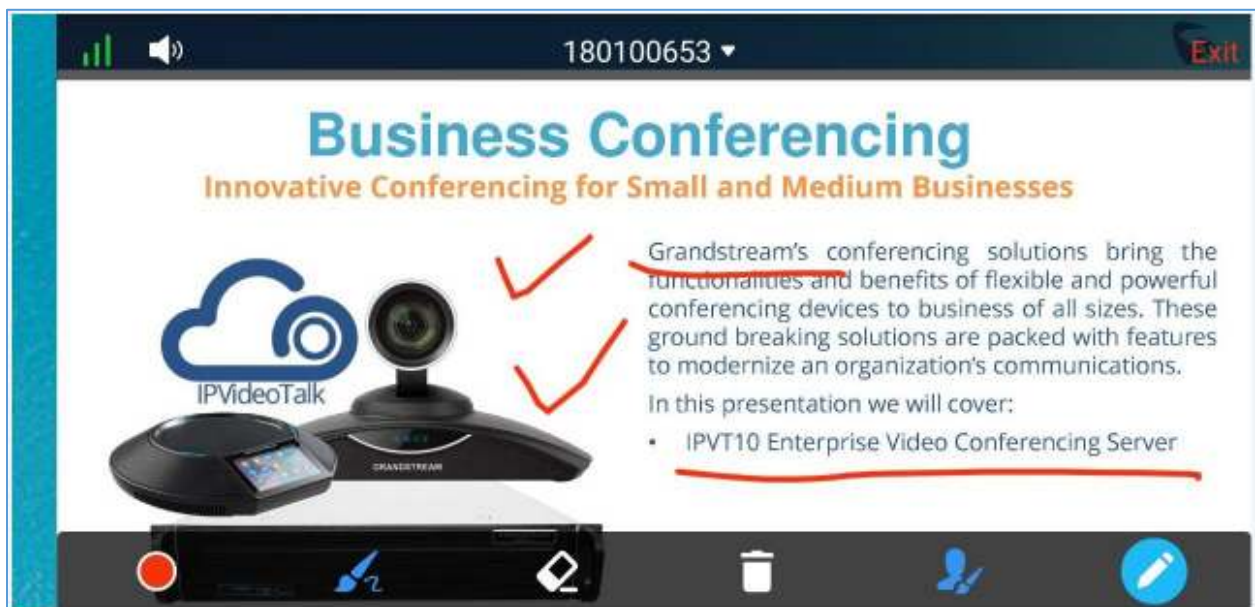 180100653
Exit
Business Conferencing
Innovative Conferencing for Small and Medium Businesses
Grandstream's conferencing solutions bring the
functionalities and benefits of flexible and powerful
conferencing devices to business of all sizes. These
ground breaking solutions are packed with features
to modernize an organization's communications.
In this presentation we will cover:
• IPVT10 Enterprise Video Conferencing Server
IPVideoTalk
GRANDSTREAM